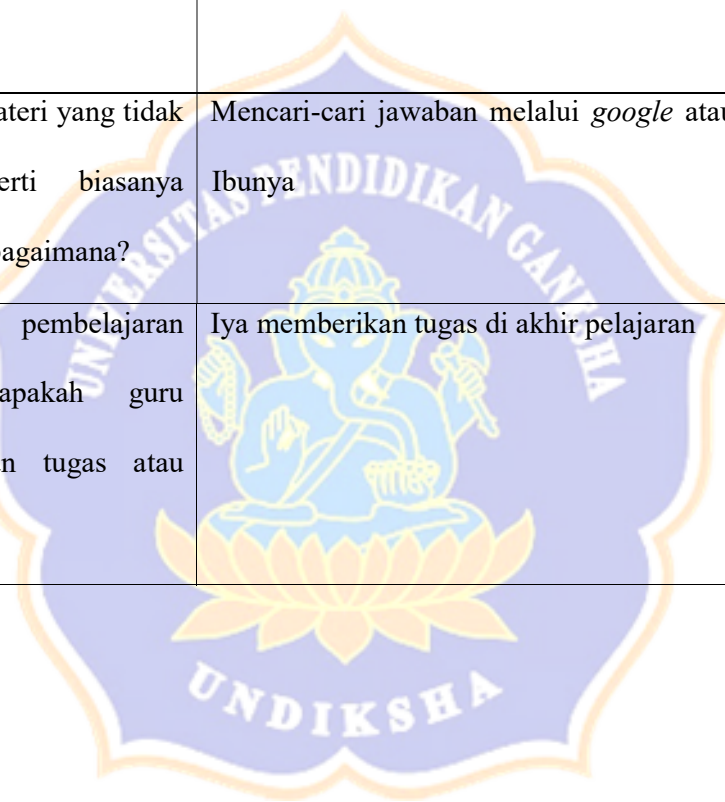 ateri yang tidak
erti biasanya
bagaimana?
Mencari-cari jawaban melalui google atau
Ibunya
pembelajaran
apakah guru
n tugas atau
Iya memberikan tugas di akhir pelajaran
UNIVERSITAS PENDIDIKAN GANESHA
UNDIKSHA